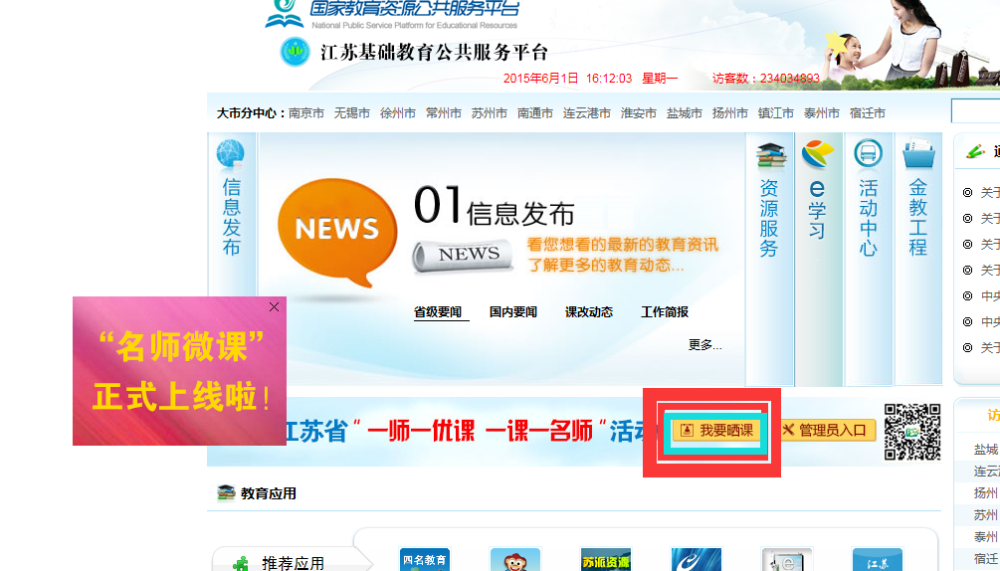 国家教育资源公共服务平台
National Public Service Platform for Educational Resources
江苏基础教育公共服务平台
2015年6月1日 16:12:03 星期一 访客数：234034893
大市分中心：南京市 无锡市 徐州市 常州市 苏州市 南通市 连云港市 淮安市 盐城市 扬州市 镇江市 泰州市 宿迁市
信息发布
NEWS
01信息发布
NEWS
看您想看的最新的教育资讯
了解更多的教育动态...
省级要闻 国内要闻 课改动态 工作简报
更多...
资源服务
e学习
活动中心
金教工程
关于
关于
关于
关于
中央
中央
关于
“名师微课”
正式上线啦！
江苏省“一师一优课 一课一名师”活动
我要晒课
管理员入口
访
盐城
连云
扬州
苏州
泰州
宿迁
教育应用
推荐应用
四名教育
苏派资源
e
江苏